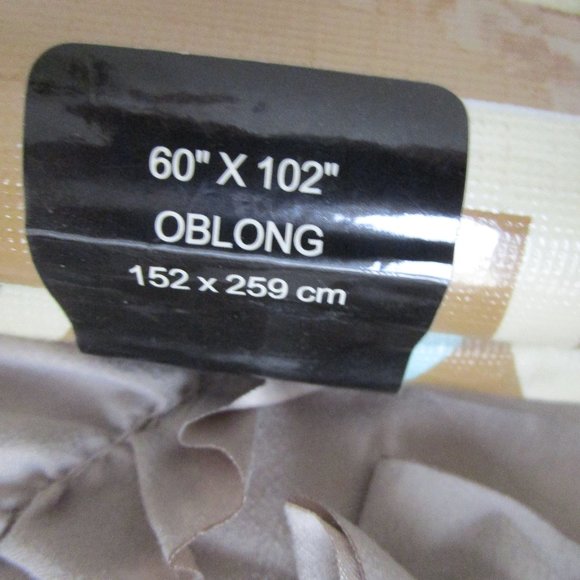 60" X 102"
OBLONG
152 x 259 cm